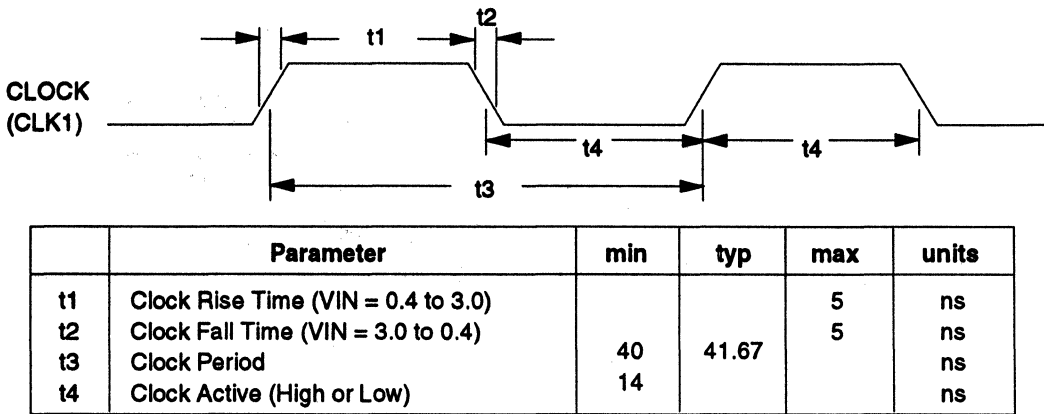 t2
t1
CLOCK
(CLK1)
t4 t4
t3
Parameter min typ max units
t1 Clock Rise Time (VIN = 0.4 to 3.0) 5 ns
t2 Clock Fall Time (VIN = 3.0 to 0.4) 5 ns
t3 Clock Period 40 41.67 ns
t4 Clock Active (High or Low) 14 ns